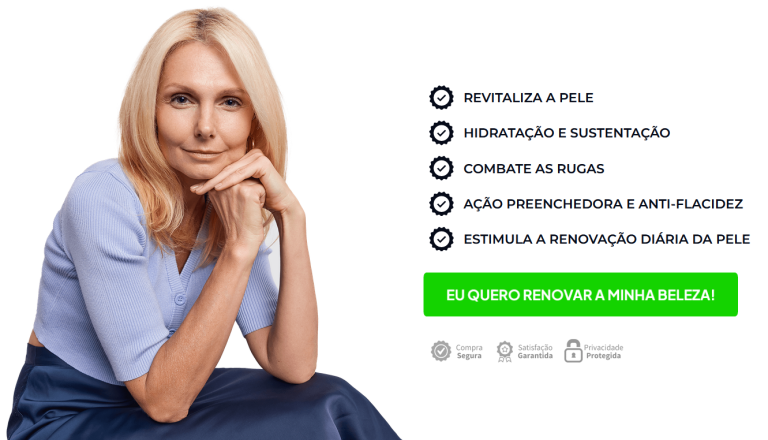 REVITALIZA A PELE
HIDRATAÇÃO E SUSTENTAÇÃO
COMBATE AS RUGAS
AÇÃO PREENCHEDORA E ANTI-FLACIDEZ
ESTIMULA A RENOVAÇÃO DIÁRIA DA PELE
EU QUERO RENOVAR A MINHA BELEZA!
Compra
Segura
Satisfação
Garantida
Privacidade
Protegida